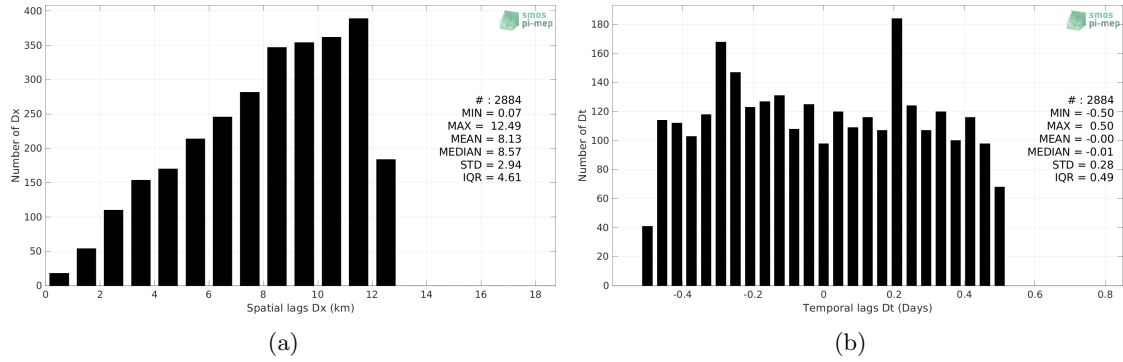 400
350
300
250
200
150
100
50
0
Number of Dx
0 2 4 6 8 10 12 14 16 18
Spatial lags Dx (km)
smos
pi-mep
# : 2884
MIN = 0.07
MAX = 12.49
MEAN = 8.13
MEDIAN = 8.57
STD = 2.94
IQR = 4.61
(a)
180
160
140
120
100
80
60
40
20
0
Number of Dt
-0.4 -0.2 0 0.2 0.4 0.6 0.8
Temporal lags Dt (Days)
smos
pi-mep
# : 2884
MIN = -0.50
MAX = 0.50
MEAN = -0.00
MEDIAN = -0.01
STD = 0.28
IQR = 0.49
(b)